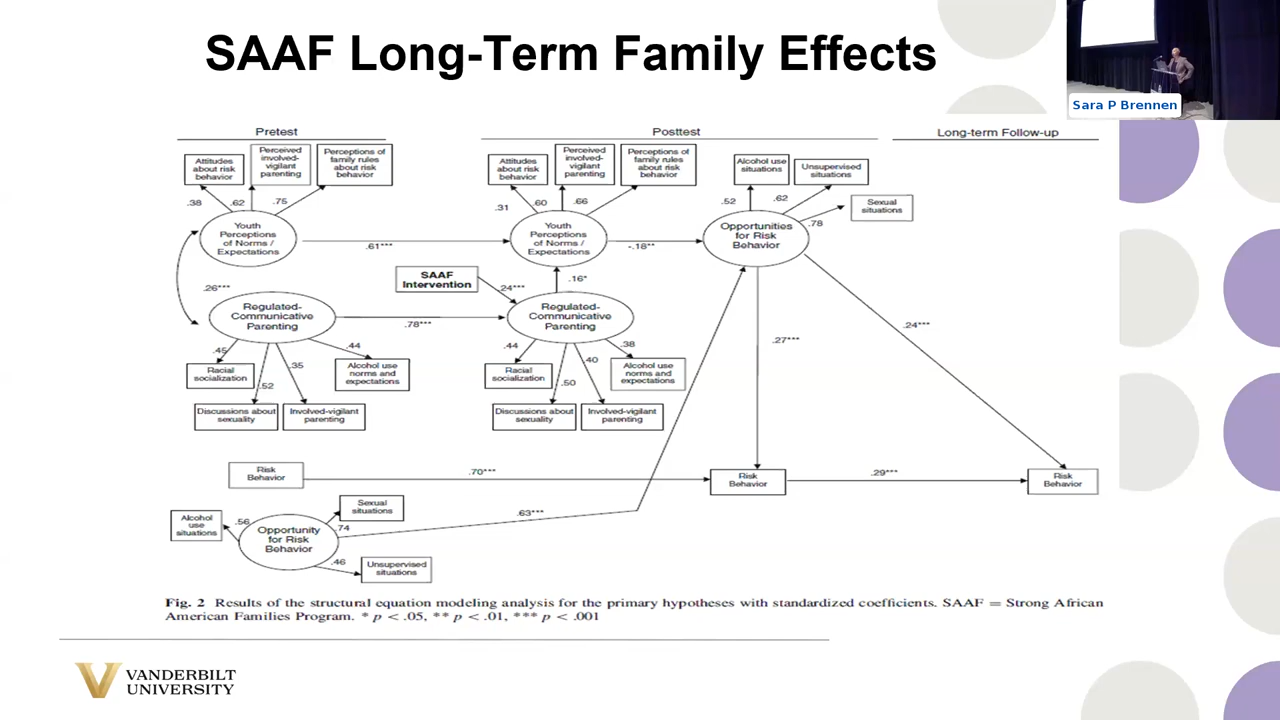 SAAF Long-Term Family Effects
Sara P Brennen
Pretest
Posttest
Long-term Follow-up
Attitudes
about risk
behavior
Perceived
involved-
vigilant
parenting
Perceptions of
family rules
about risk
behavior
Attitudes
about risk
behavior
Perceived
involved-
vigilant
parenting
Perceptions of
family rules
about risk
behavior
Alcohol use
situations
Unsupervised
situations
Sexual
situations
.38
.62
.75
.31
.60
.66
.52
.62
.78
Youth
Perceptions
of Norms /
Expectations
.61***
Youth
Perceptions
of Norms /
Expectations
-.18**
Opportunities
for Risk
Behavior
SAAF
Intervention
.24***
.16*
.26***
Regulated-
Communicative
Parenting
.78***
Regulated-
Communicative
Parenting
.24***
.27***
.45
.52
.35
.44
.44
.50
.40
.38
Racial
socialization
Alcohol use
norms and
expectations
Racial
socialization
Alcohol use
norms and
expectations
Discussions about
sexuality
Involved-vigilant
parenting
Discussions about
sexuality
Involved-vigilant
parenting
Risk
Behavior
.70***
Risk
Behavior
.29***
Risk
Behavior
Alcohol
use
situations
.56
Sexual
situations
.74
Opportunity
for Risk
Behavior
.63***
.46
Unsupervised
situations
Fig. 2 Results of the structural equation modeling analysis for the primary hypotheses with standardized coefficients. SAAF = Strong African
American Families Program. * p < .05, ** p < .01, *** p < .001
VANDERBILT
UNIVERSITY